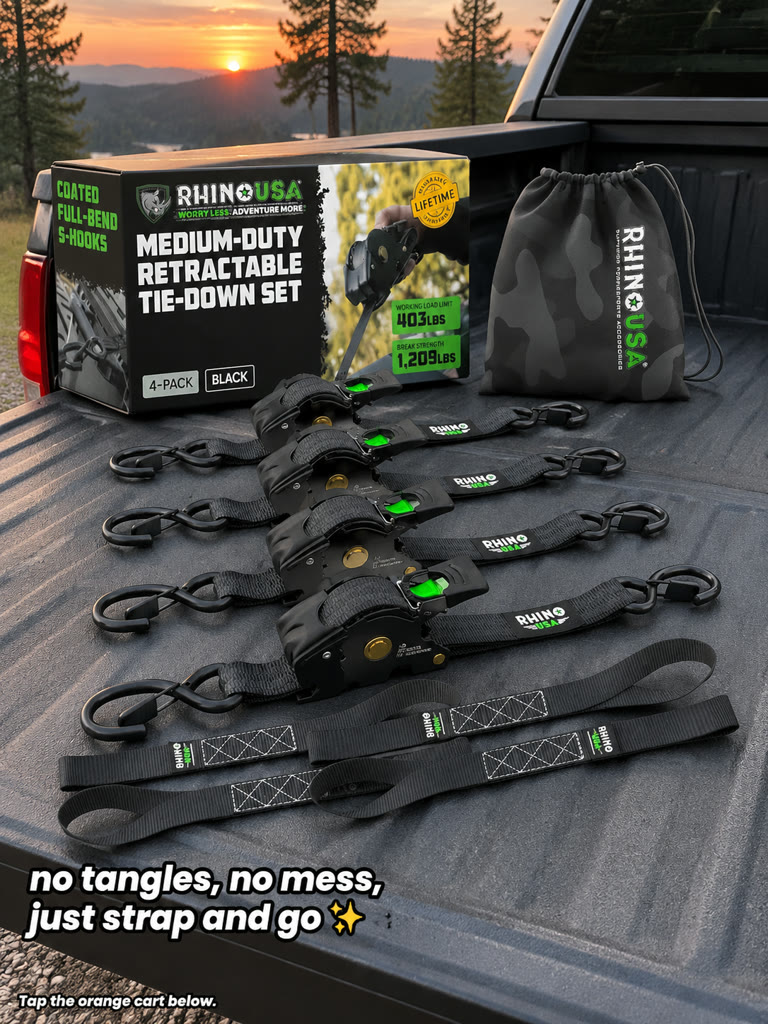 COATED
FULL-BEND
S-HOOKS
RHINO USA®
WORRY LESS. ADVENTURE MORE.
MEDIUM-DUTY
RETRACTABLE
TIE-DOWN SET
4-PACK
BLACK
LIFETIME
WORKING LOAD LIMIT
403LBS
BREAK STRENGTH
1,209LBS
RHINO USA®
RHINO
USA
RHINO
USA
RHINO
USA
RHINO
USA
RHINO
RHINO
RHINO
no tangles, no mess,
just strap and go ✨
Tap the orange cart below.